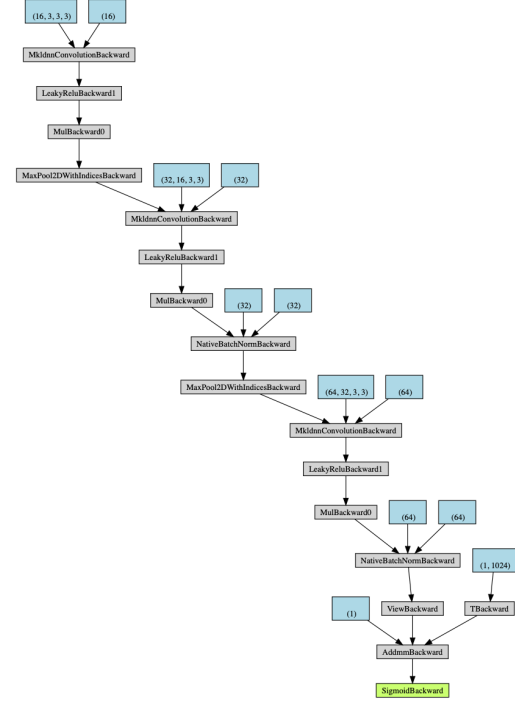 (16, 3, 3, 3)
(16)
MkldnnConvolutionBackward
LeakyReluBackward1
MulBackward0
MaxPool2DWithIndicesBackward
(32, 16, 3, 3)
(32)
MkldnnConvolutionBackward
LeakyReluBackward1
MulBackward0
(32)
(32)
NativeBatchNormBackward
MaxPool2DWithIndicesBackward
(64, 32, 3, 3)
(64)
MkldnnConvolutionBackward
LeakyReluBackward1
MulBackward0
(64)
(64)
NativeBatchNormBackward
(1, 1024)
(1)
ViewBackward
TBackward
AddmmBackward
SigmoidBackward